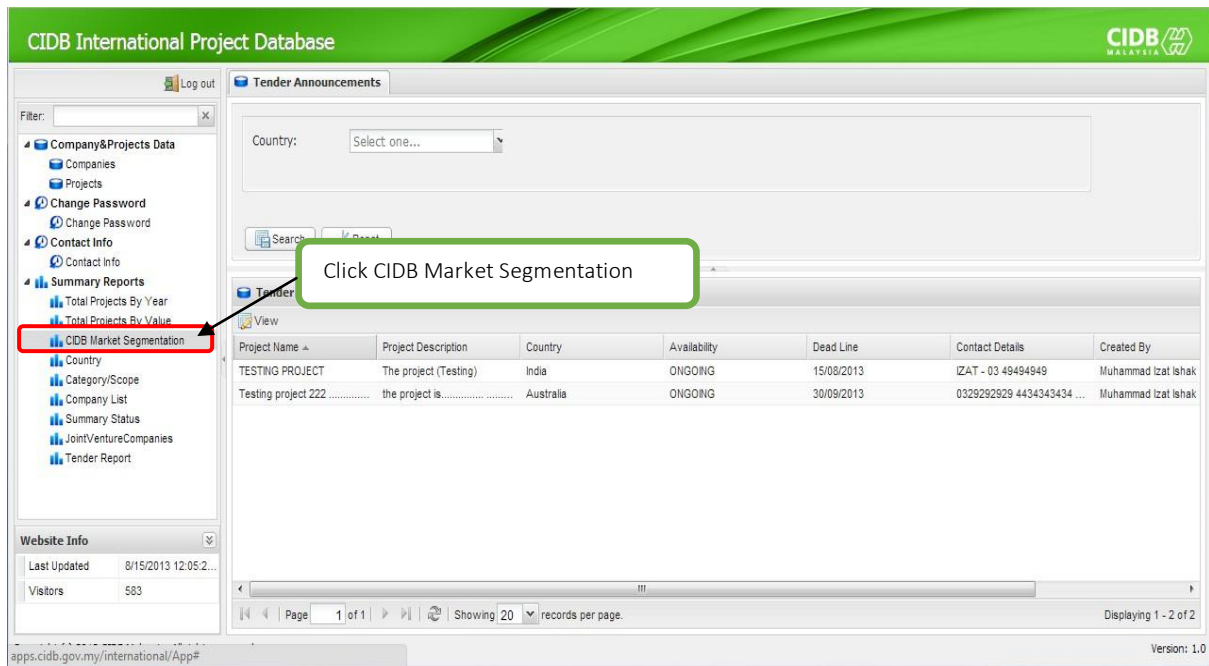 CIDB International Project Database
CIDB
MALAYSIA
Log out
Filter:
Company&Projects Data
Companies
Projects
Change Password
Change Password
Contact Info
Contact Info
Summary Reports
Total Projects By Year
Total Projects By Value
CIDB Market Segmentation
Country
Category/Scope
Company List
Summary Status
JointVentureCompanies
Tender Report
Website Info
Last Updated 8/15/2013 12:05:2...
Visitors 583
Tender Announcements
Country: Select one...
Search
Click CIDB Market Segmentation
Tender
View
Project Name Project Description Country Availability Dead Line Contact Details Created By
TESTING PROJECT The project (Testing) India ONGOING 15/08/2013 IZAT - 03 49494949 Muhammad Izat Ishak
Testing project 222 .............. the project is............... ......... Australia ONGOING 30/09/2013 0329292929 4434343434 ... Muhammad Izat Ishak
Page 1 of 1 Showing 20 records per page. Displaying 1 - 2 of 2
Version: 1.0
apps.cidb.gov.my/international/App#